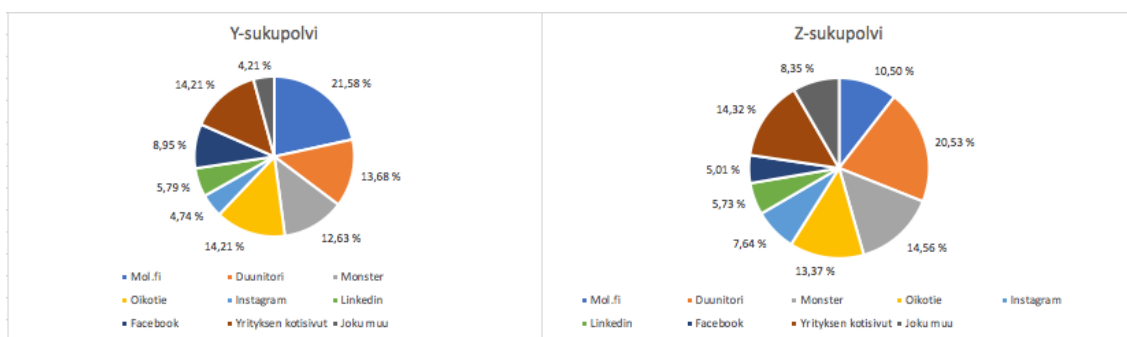 Y-sukupolvi
4,21 %
14,21 %
21,58 %
8,95 %
5,79 %
13,68 %
4,74 %
14,21 %
12,63 %
Mol.fi Duunitori Monster
Oikotie Instagram Linkedin
Facebook Yrityksen kotisivut Joku muu
Z-sukupolvi
8,35 %
10,50 %
14,32 %
20,53 %
5,01 %
5,73 %
7,64 %
14,56 %
13,37 %
Mol.fi Duunitori Monster Oikotie Instagram
Linkedin Facebook Yrityksen kotisivut Joku muu